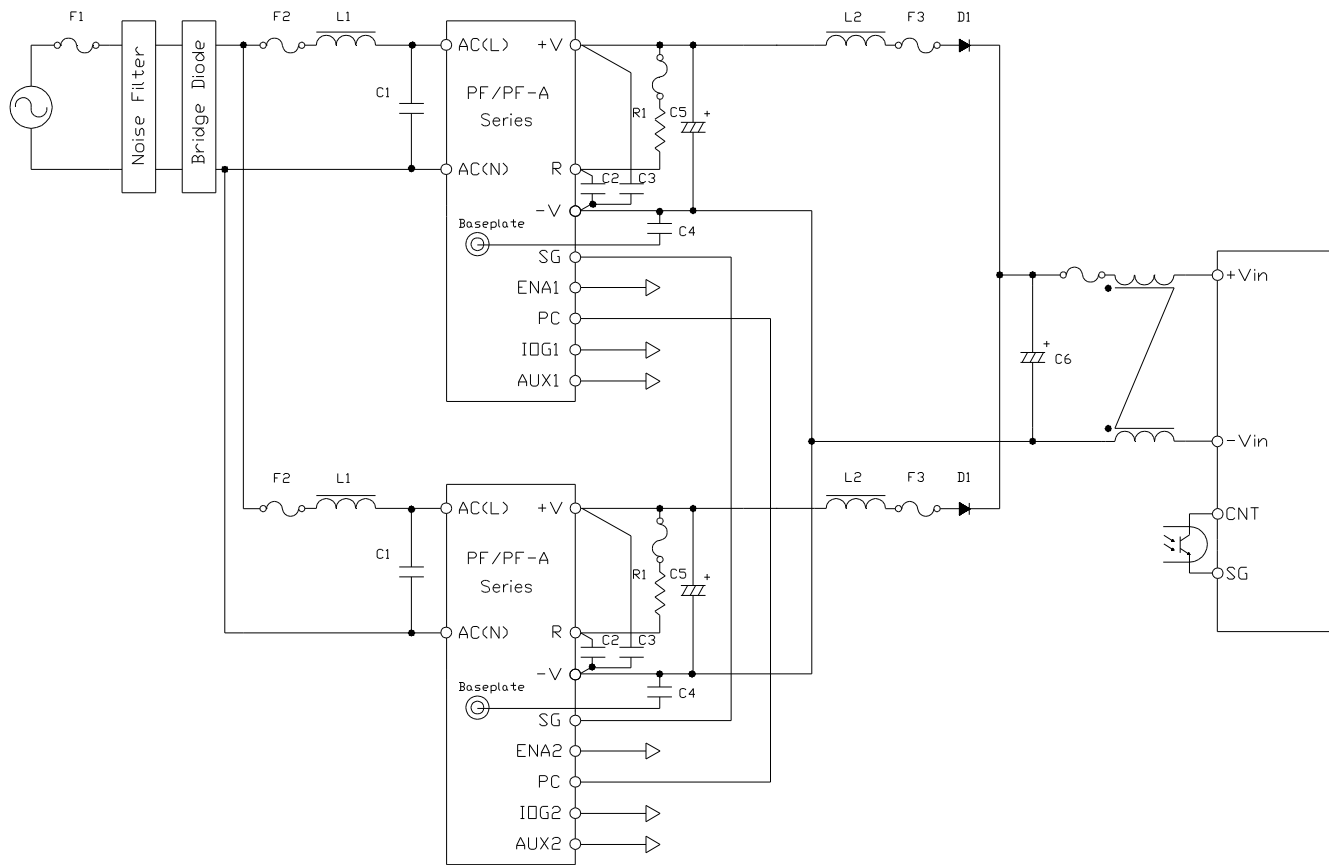 F1
Noise Filter
Bridge Diode
F2
L1
C1
AC(L)
+V
PF/PF-A
Series
AC(N)
R
-V
Baseplate
SG
ENA1
PC
IOG1
AUX1
R1
C5
+
C2
C3
C4
L2
F3
D1
+Vin
+
C6
-Vin
CNT
SG
F2
L1
C1
AC(L)
+V
PF/PF-A
Series
AC(N)
R
-V
Baseplate
SG
ENA2
PC
IOG2
AUX2
R1
C5
+
C2
C3
C4
L2
F3
D1